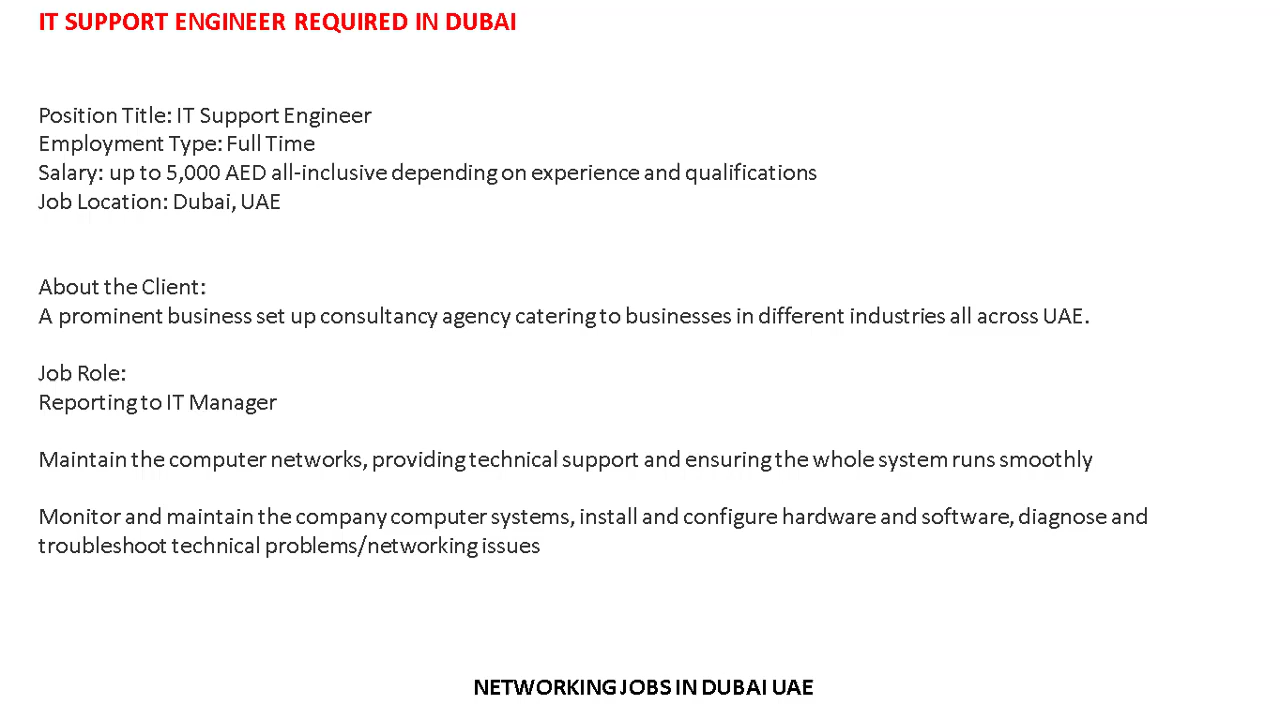 IT SUPPORT ENGINEER REQUIRED IN DUBAI
Position Title: IT Support Engineer
Employment Type: Full Time
Salary: up to 5,000 AED all-inclusive depending on experience and qualifications
Job Location: Dubai, UAE
About the Client:
A prominent business set up consultancy agency catering to businesses in different industries all across UAE.
Job Role:
Reporting to IT Manager
Maintain the computer networks, providing technical support and ensuring the whole system runs smoothly
Monitor and maintain the company computer systems, install and configure hardware and software, diagnose and
troubleshoot technical problems/networking issues
NETWORKING JOBS IN DUBAI UAE